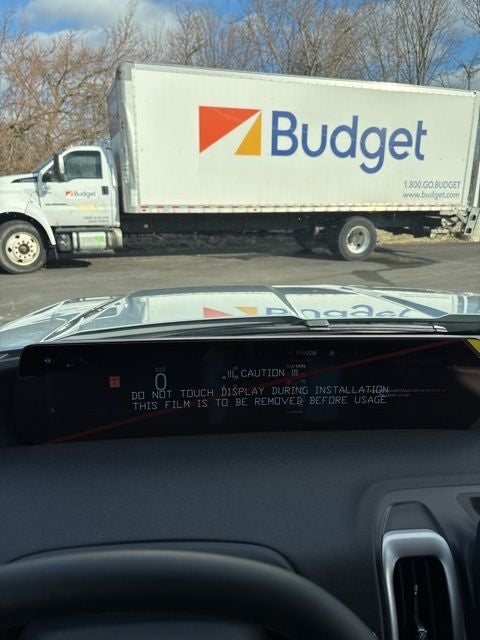 Budget
1.800.GO.BUDGET
www.budget.com
Budget
0
!!! CAUTION !!!
DO NOT TOUCH DISPLAY DURING INSTALLATION
THIS FILM IS TO BE REMOVED BEFORE USAGE